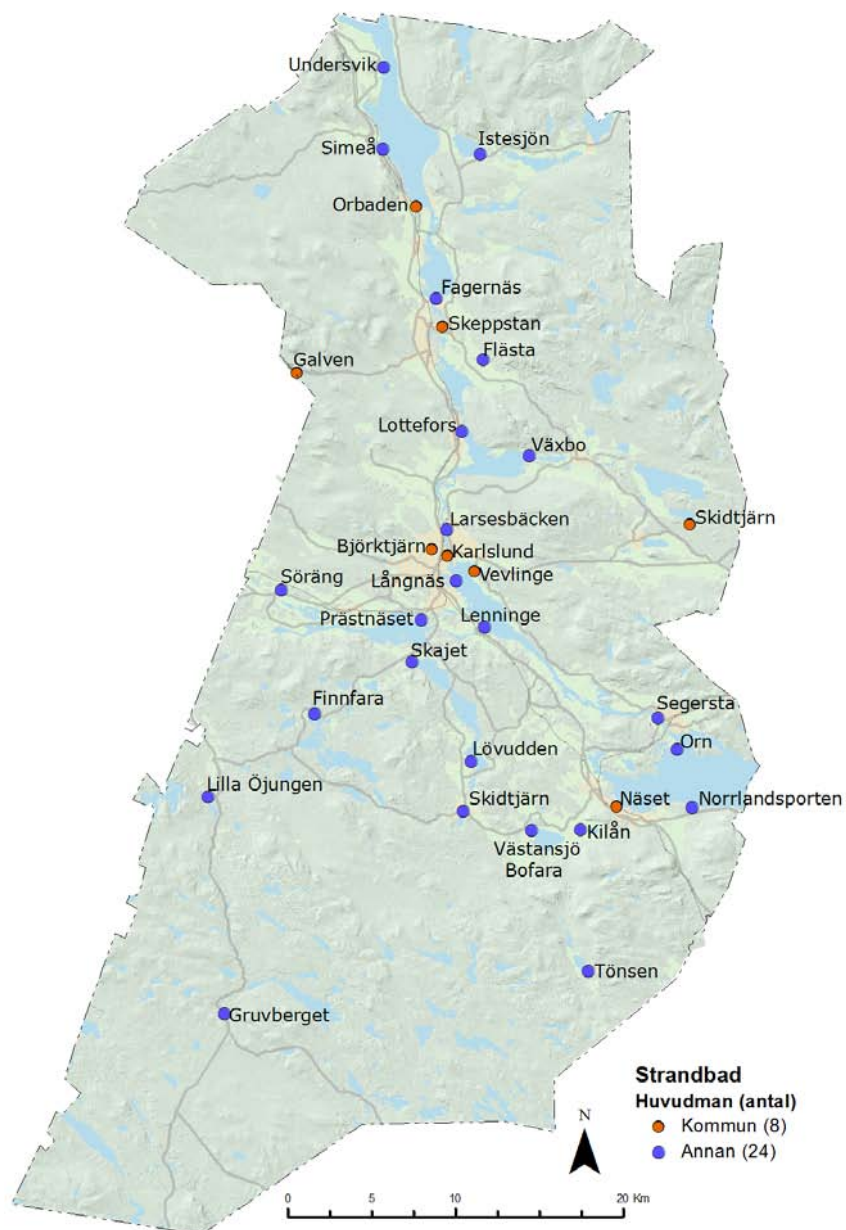 Undersvik
Simeå
Istesjön
Orbaden
Fagernäs
Skeppstan
Flästa
Galven
Lottefors
Växbo
Skidtjärn
Larsesbäcken
Björktjärn
Karlslund
Vevlinge
Långnäs
Söräng
Prästnäset
Lenninge
Skajet
Finnfara
Segersta
Orn
Lövudden
Lilla Öjungen
Skidtjärn
Näset
Norrlandsporten
Västansjö
Bofara
Kilån
Tönsen
Gruvberget
Strandbad
Huvudman (antal)
Kommun (8)
Annan (24)
N
0 5 10 20 Km